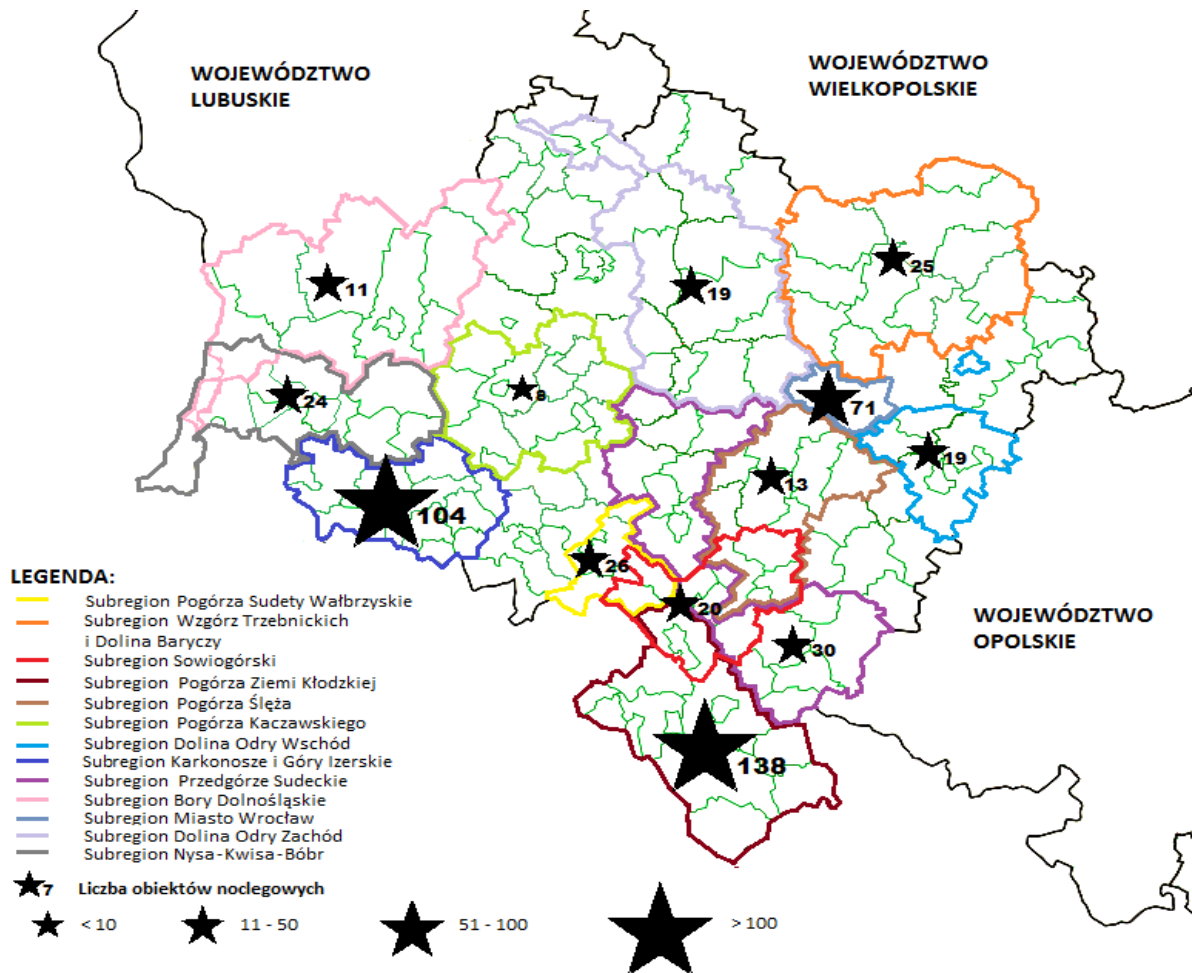 WOJEWÓDZTWO
LUBUSKIE
WOJEWÓDZTWO
WIELKOPOLSKIE
11
19
25
24
8
71
19
13
104
26
20
30
138
WOJEWÓDZTWO
OPOLSKIE
LEGENDA:
Subregion Pogórza Sudety Wałbrzyskie
Subregion Wzgórz Trzebnickich
i Dolina Baryczy
Subregion Sowiogórski
Subregion Pogórza Ziemi Kłodzkiej
Subregion Pogórza Ślęża
Subregion Pogórza Kaczawskiego
Subregion Dolina Odry Wschód
Subregion Karkonosze i Góry Izerskie
Subregion Przedgórze Sudeckie
Subregion Bory Dolnośląskie
Subregion Miasto Wrocław
Subregion Dolina Odry Zachód
Subregion Nysa-Kwisa-Bóbr
7 Liczba obiektów noclegowych
< 10 11 - 50 51 - 100 > 100